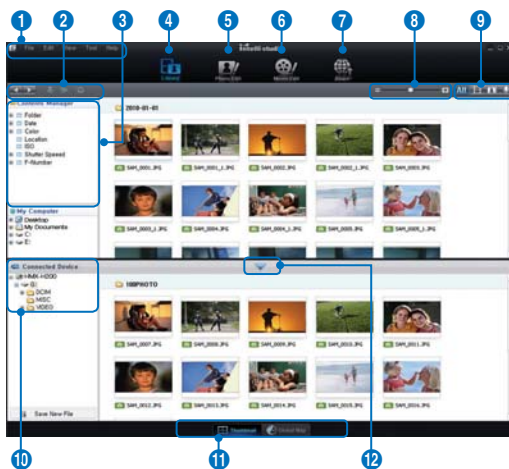 1 2 3 4 5 6 7 8 9
File Edit View Tool Help
Intelli-studio
Library Photo Edit Movie Edit Share
All
Contents Manager
Folder
Date
Color
Location
ISO
Shutter Speed
F-Number
2010-01-01
SAM_0001.JPG SAM_0001_1.JPG SAM_0002.JPG SAM_0002_1.JPG SAM_0003.JPG
SAM_0003_1.JPG SAM_0004.JPG SAM_0004_1.JPG SAM_0005.JPG SAM_0005_1.JPG
My Computer
Desktop
My Documents
C:
E:
Connected Device
HMX-H200
G:
DCIM
MISC
VIDEO
100PHOTO
SAM_0007.JPG SAM_0008.JPG SAM_0009.JPG SAM_0010.JPG SAM_0011.JPG
SAM_0012.JPG SAM_0013.JPG SAM_0014.JPG SAM_0015.JPG SAM_0016.JPG
Save New File
Thumbnail Global Map
10 11 12